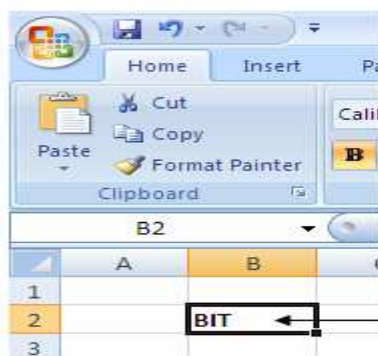 Home Insert
Cut
Copy
Paste
Format Painter
Clipboard
B
B2
A B
1
2 BIT
3